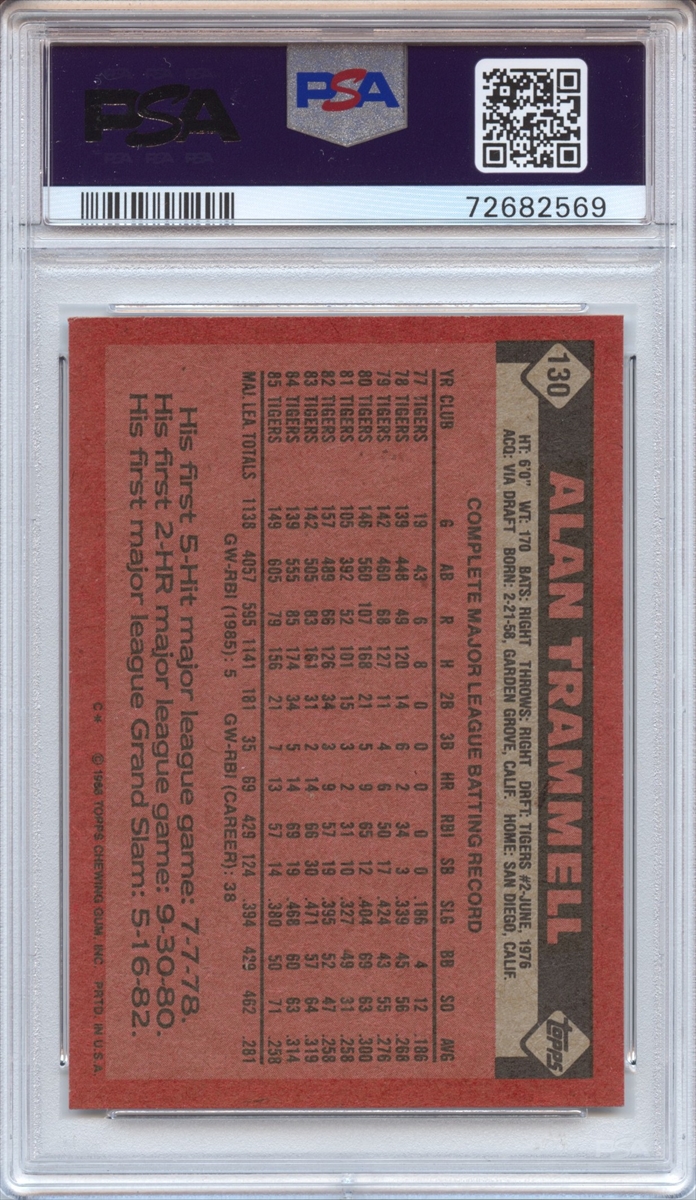 PSA
PSA
PSA PSA PSA
72682569
130
ALAN TRAMMELL
TOPPS
HT: 6'0" WT: 170 BATS: RIGHT THROWS: RIGHT DRFT: TIGERS #2-JUNE, 1976
ACQ: VIA DRAFT BORN: 2-21-58, GARDEN GROVE, CALIF. HOME: SAN DIEGO, CALIF.
COMPLETE MAJOR LEAGUE BATTING RECORD
YR CLUB G AB R H 2B 3B HR RBI SB SLG BB SO AVG
77 TIGERS 19 43 6 8 0 0 0 0 0 .186 4 12 .186
78 TIGERS 139 448 49 120 14 6 2 34 3 .339 45 56 .268
79 TIGERS 142 460 68 127 11 4 6 50 17 .424 43 55 .276
80 TIGERS 146 560 107 168 21 5 9 65 12 .404 69 63 .300
81 TIGERS 105 392 52 101 15 3 2 31 10 .327 49 31 .258
82 TIGERS 157 489 66 126 34 3 9 57 19 .395 52 47 .258
83 TIGERS 142 505 83 161 31 2 14 66 30 .471 57 64 .319
84 TIGERS 139 555 85 174 34 5 14 69 19 .468 60 63 .314
85 TIGERS 149 605 79 156 21 7 13 57 14 .380 50 71 .258
MAJ. LEA. TOTALS 1138 4057 595 1141 181 35 69 429 124 .394 429 462 .281
GW-RBI (1985): 5 GW-RBI (CAREER): 38
His first 5-Hit major league game: 7-7-78.
His first 2-HR major league game: 9-30-80.
His first major league Grand Slam: 5-16-82.
C* © 1986 TOPPS CHEWING GUM, INC. PRTD. IN U.S.A.
PSA